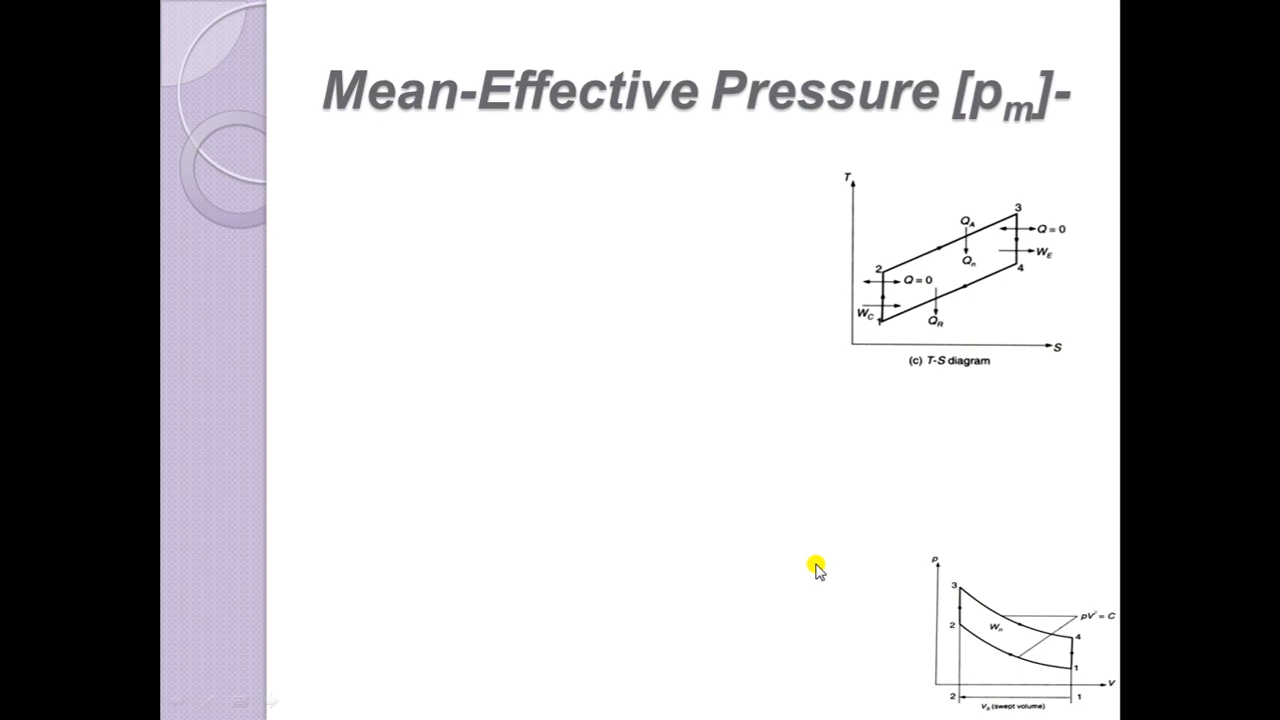 Mean-Effective Pressure [pm]-
T
3
QA
Q = 0
WE
Qn
2
4
Q = 0
WC
1
QR
S
(c) T-S diagram
p
3
pVγ = C
2
Wn
4
1
V
2
1
Vs (swept volume)